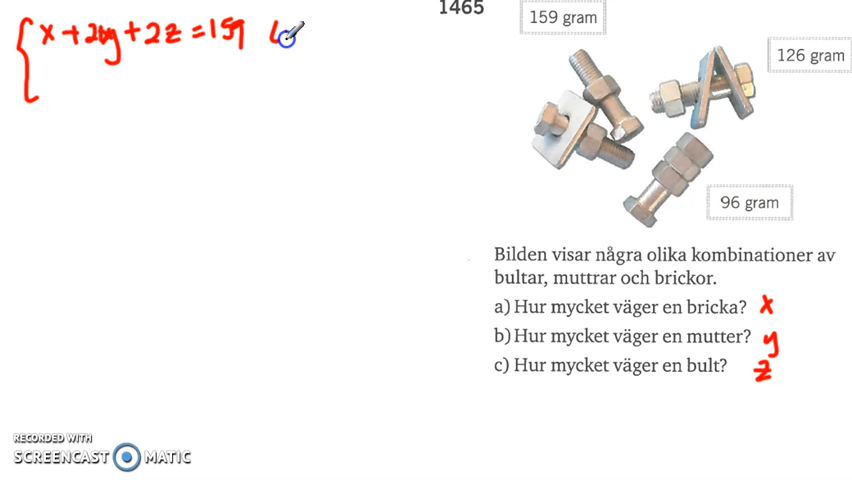 x + 2y + 2z = 159 (
1465
159 gram
126 gram
96 gram
Bilden visar några olika kombinationer av
bultar, muttrar och brickor.
a) Hur mycket väger en bricka? x
b) Hur mycket väger en mutter? y
c) Hur mycket väger en bult? z
RECORDED WITH
SCREENCAST MATIC